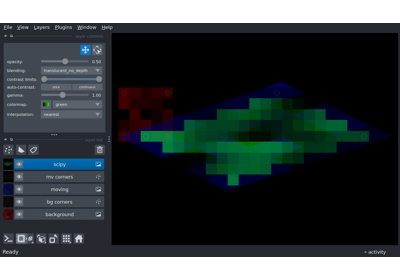 File View Layers Plugins Window Help
opacity: 0.50
blending: translucent_no_depth
contrast limits:
auto-contrast: once continuous
gamma: 1.00
colormap: green
interpolation: nearest
scipy
mv corners
moving
bg corners
background
Ready
activity